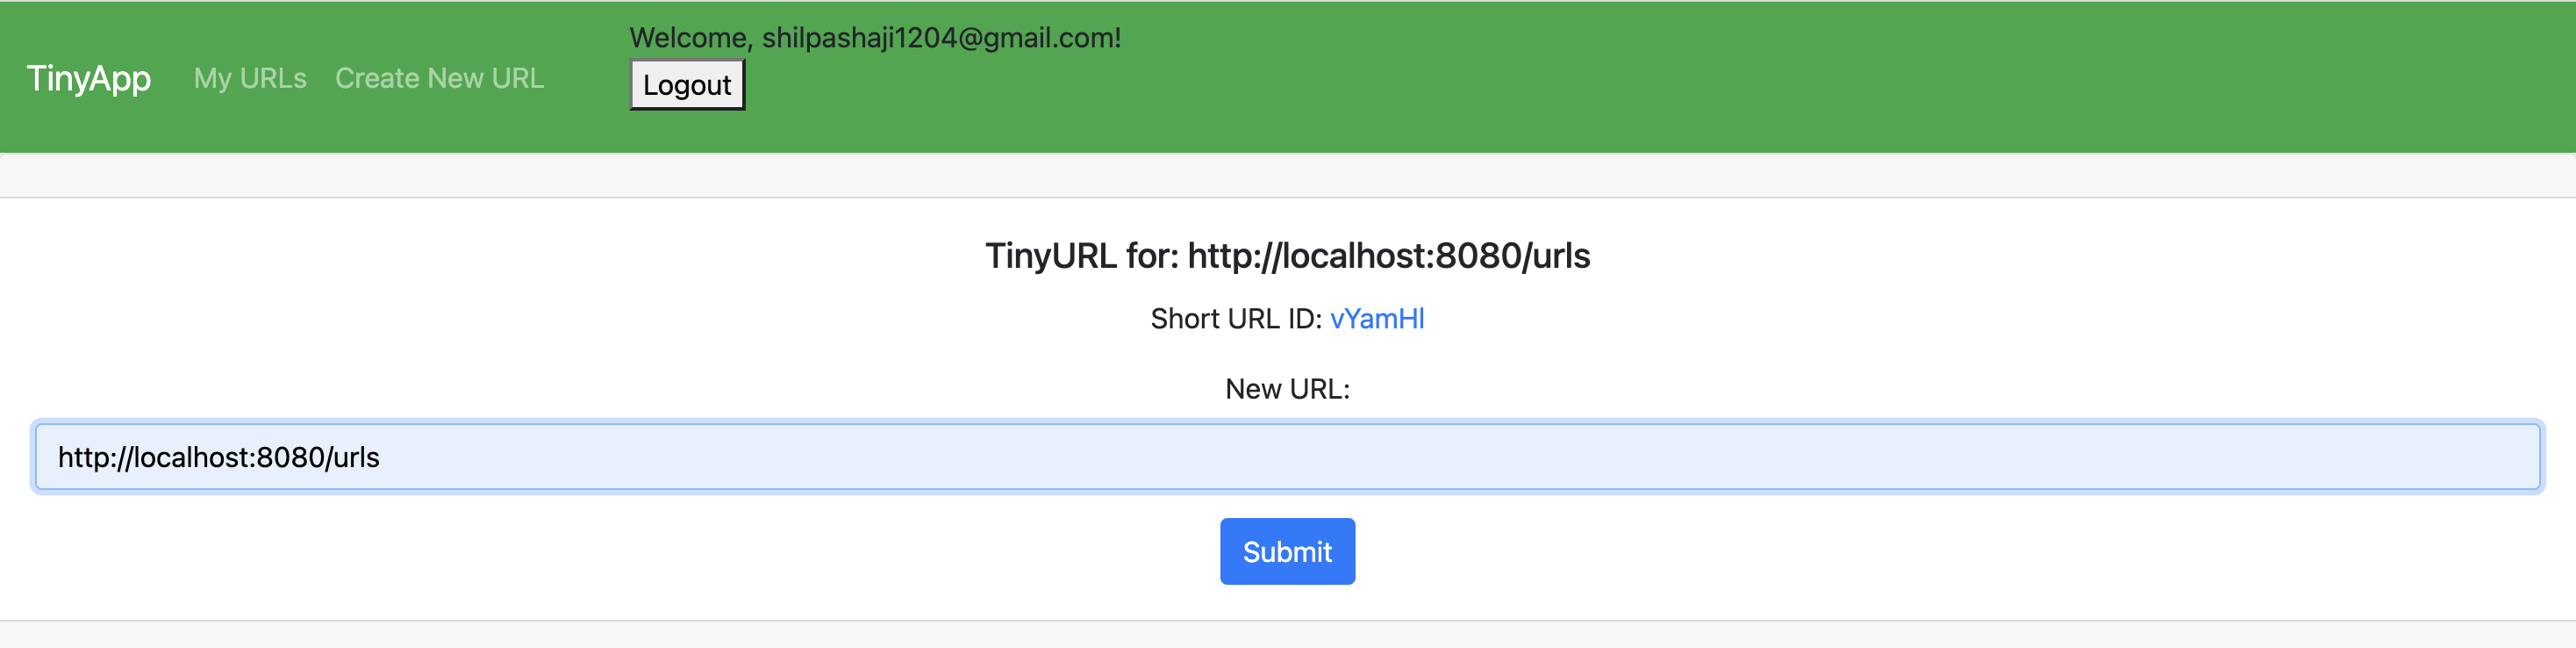 Welcome, shilpashaji1204@gmail.com!
TinyApp My URLs Create New URL
Logout
TinyURL for: http://localhost:8080/urls
Short URL ID: vYamHl
New URL:
http://localhost:8080/urls
Submit